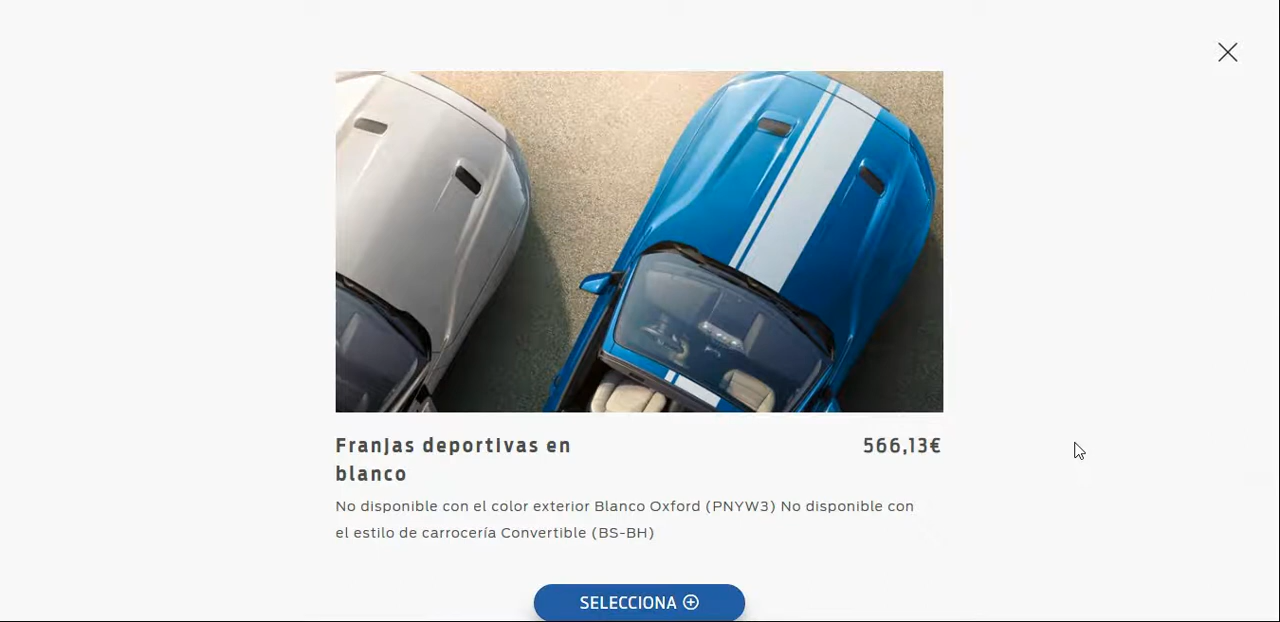 Franjas deportivas en
blanco
566,13€
No disponible con el color exterior Blanco Oxford (PNYW3) No disponible con
el estilo de carrocería Convertible (BS-BH)
SELECCIONA